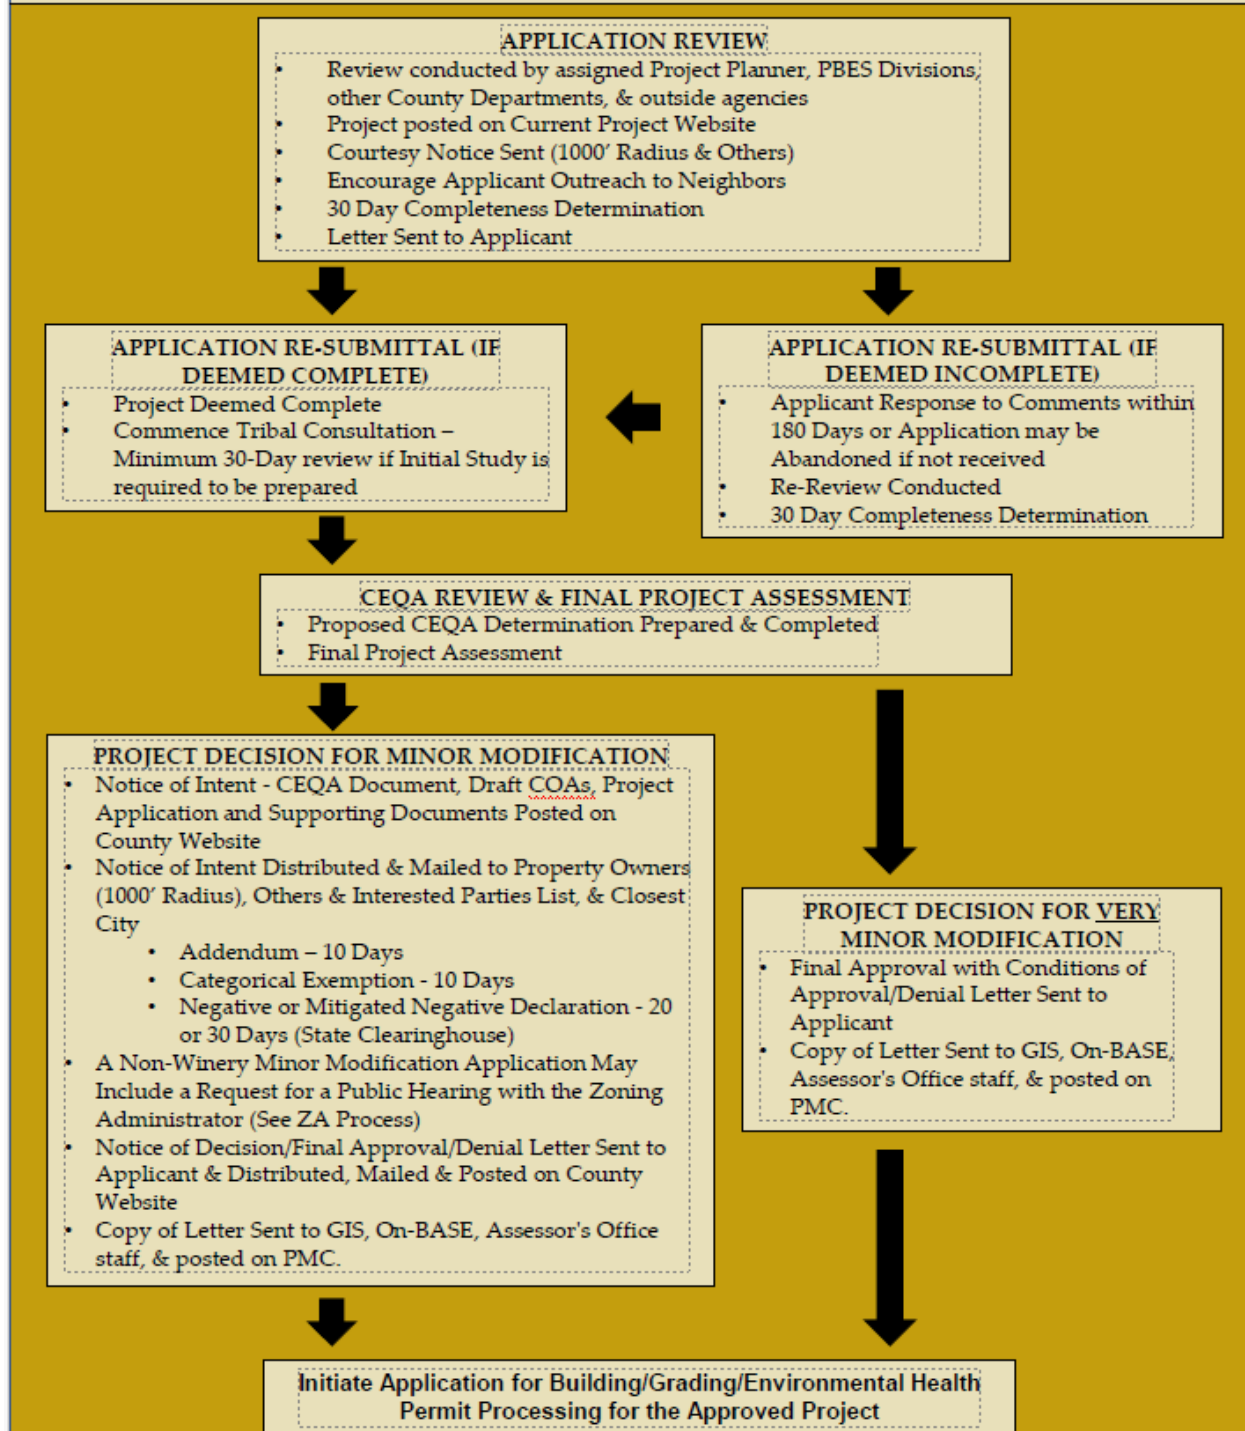 APPLICATION REVIEW
• Review conducted by assigned Project Planner, PBES Divisions,
other County Departments, & outside agencies
• Project posted on Current Project Website
• Courtesy Notice Sent (1000’ Radius & Others)
• Encourage Applicant Outreach to Neighbors
• 30 Day Completeness Determination
• Letter Sent to Applicant
APPLICATION RE-SUBMITTAL (IF
DEEMED COMPLETE)
• Project Deemed Complete
• Commence Tribal Consultation –
Minimum 30-Day review if Initial Study is
required to be prepared
APPLICATION RE-SUBMITTAL (IF
DEEMED INCOMPLETE)
• Applicant Response to Comments within
180 Days or Application may be
Abandoned if not received
• Re-Review Conducted
• 30 Day Completeness Determination
CEQA REVIEW & FINAL PROJECT ASSESSMENT
• Proposed CEQA Determination Prepared & Completed
• Final Project Assessment
PROJECT DECISION FOR MINOR MODIFICATION
• Notice of Intent - CEQA Document, Draft COAs, Project
Application and Supporting Documents Posted on
County Website
• Notice of Intent Distributed & Mailed to Property Owners
(1000’ Radius), Others & Interested Parties List, & Closest
City
• Addendum – 10 Days
• Categorical Exemption - 10 Days
• Negative or Mitigated Negative Declaration - 20
or 30 Days (State Clearinghouse)
• A Non-Winery Minor Modification Application May
Include a Request for a Public Hearing with the Zoning
Administrator (See ZA Process)
• Notice of Decision/Final Approval/Denial Letter Sent to
Applicant & Distributed, Mailed & Posted on County
Website
• Copy of Letter Sent to GIS, On-BASE, Assessor's Office
staff, & posted on PMC.
PROJECT DECISION FOR VERY
MINOR MODIFICATION
• Final Approval with Conditions of
Approval/Denial Letter Sent to
Applicant
• Copy of Letter Sent to GIS, On-BASE,
Assessor's Office staff, & posted on
PMC.
Initiate Application for Building/Grading/Environmental Health
Permit Processing for the Approved Project